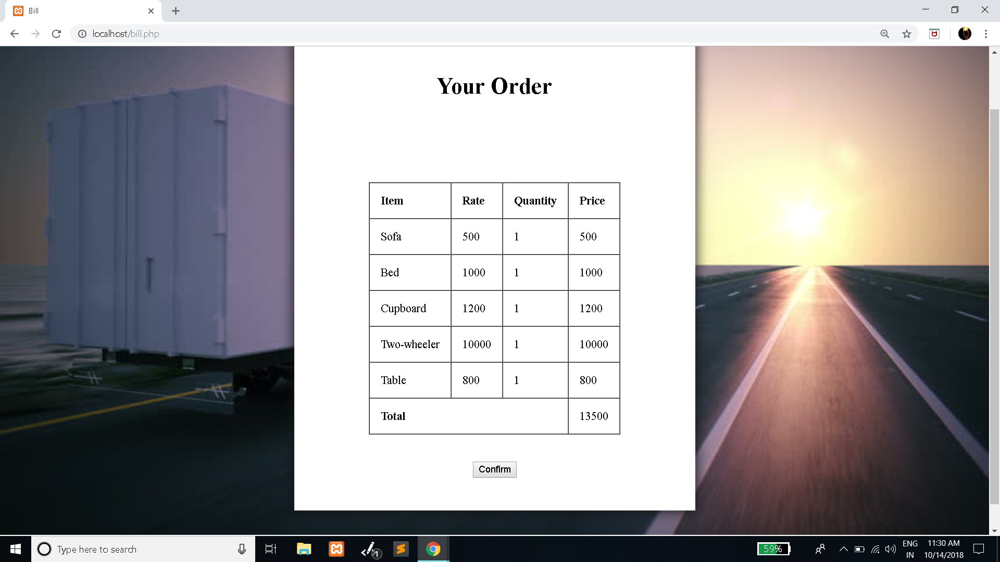 Bill
localhost/bill.php
Your Order
Item Rate Quantity Price
Sofa 500 1 500
Bed 1000 1 1000
Cupboard 1200 1 1200
Two-wheeler 10000 1 10000
Table 800 1 800
Total 13500
Confirm
Type here to search
1
59%
ENG
IN
11:30 AM
10/14/2018